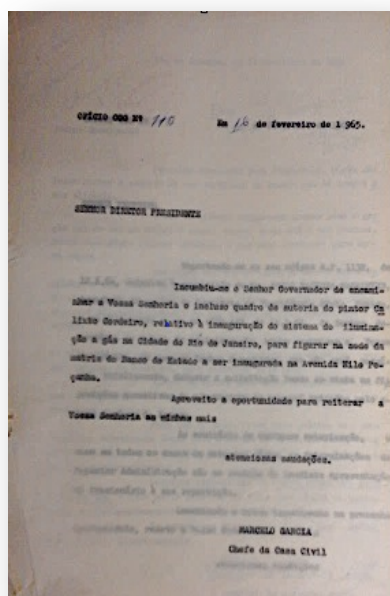 OFÍCIO GGG Nº 110 Em 16 de fevereiro de 1 965.
SENHOR DIRETOR PRESIDENTE
Incumbiu-me o Senhor Governador de encami-
nhar a Vossa Senhoria o incluso quadro de autoria do pintor Ca
lixto Cordeiro, relativo à inauguração do sistema de ilumina-
ção a gás na Cidade do Rio de Janeiro, para figurar na sede da
matriz do Banco do Estado a ser inaugurada na Avenida Nilo Pe-
çanha.
Aproveito a oportunidade para reiterar a
Vossa Senhoria as minhas mais
atenciosas saudações.
MARCELO GARCIA
Chefe da Casa Civil